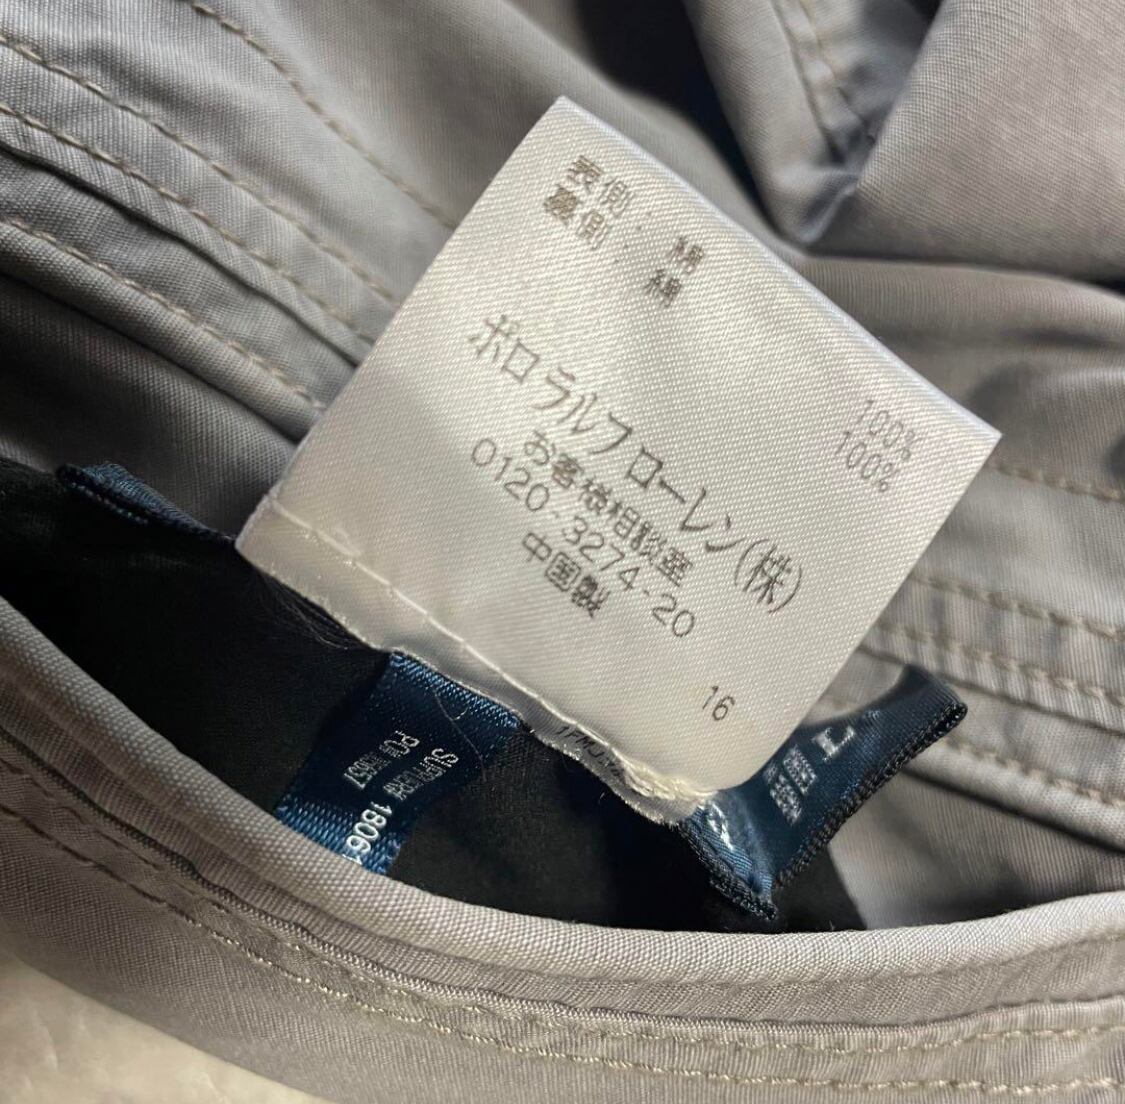 表側: 綿 100%
裏側: 綿 100%
ポロ ラルフ ローレン(株)
お客様相談室
0120-3274-20
中国製
16